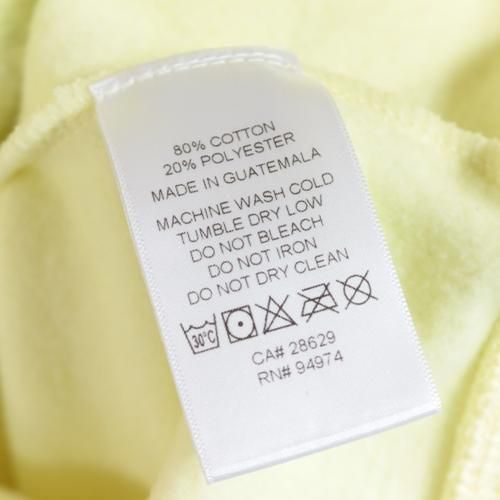 80% COTTON
20% POLYESTER
MADE IN GUATEMALA
MACHINE WASH COLD
TUMBLE DRY LOW
DO NOT BLEACH
DO NOT IRON
DO NOT DRY CLEAN
30°C
CA# 28629
RN# 94974